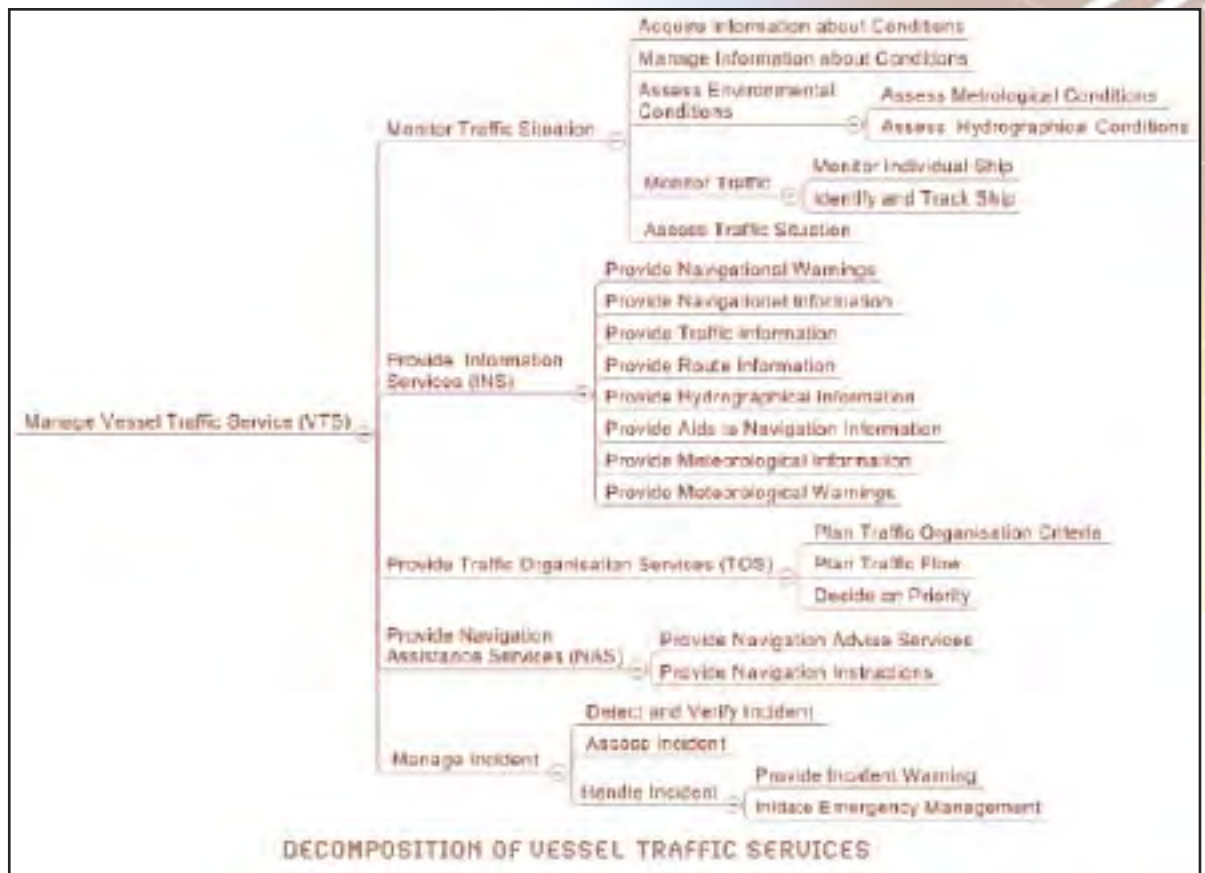 Acquire Information about Conditions
Manage Information about Conditions
Assess Environmental
Conditions
Assess Metrological Conditions
Assess Hydrographical Conditions
Monitor Traffic Situation
Monitor Traffic
Monitor Individual Ship
Identify and Track Ship
Assess Traffic Situation
Provide Navigational Warnings
Provide Navigational Information
Provide Traffic Information
Provide Route Information
Provide Information
Services (INS)
Provide Hydrographical Information
Manage Vessel Traffic Service (VTS)
Provide Aids to Navigation Information
Provide Meteorological Information
Provide Meteorological Warnings
Plan Traffic Organisation Criteria
Provide Traffic Organisation Services (TOS)
Plan Traffic Flow
Decide on Priority
Provide Navigation
Assistance Services (NAS)
Provide Navigation Advise Services
Provide Navigation Instructions
Detect and Verify Incident
Assess Incident
Manage Incident
Handle Incident
Provide Incident Warning
Initiate Emergency Management
DECOMPOSITION OF VESSEL TRAFFIC SERVICES